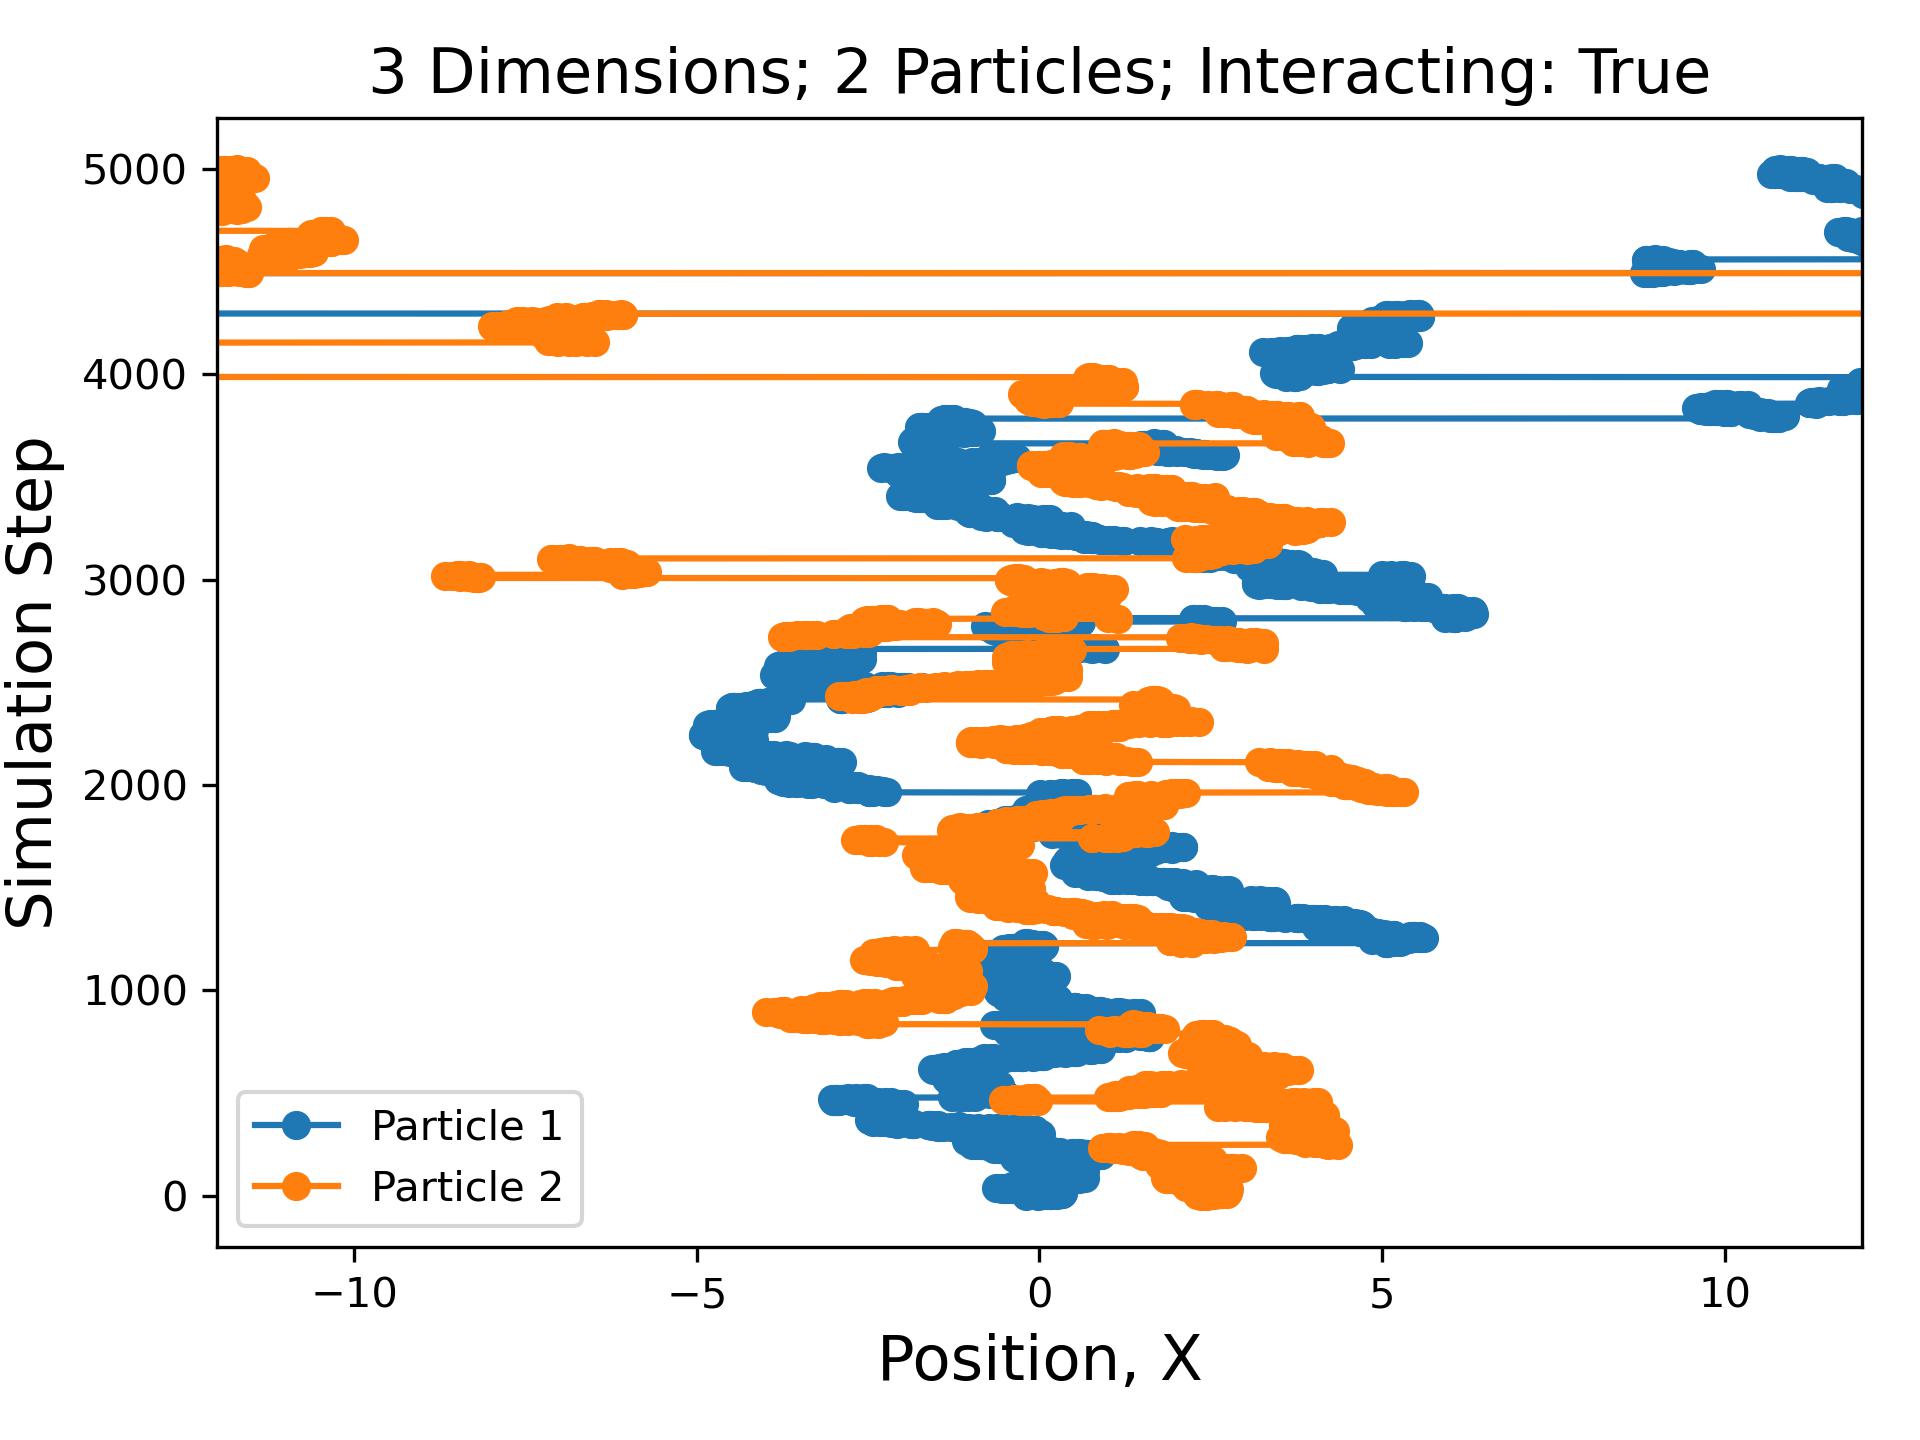 3 Dimensions; 2 Particles; Interacting: True
Simulation Step
5000
4000
3000
2000
1000
0
Particle 1
Particle 2
−10
−5
0
5
10
Position, X